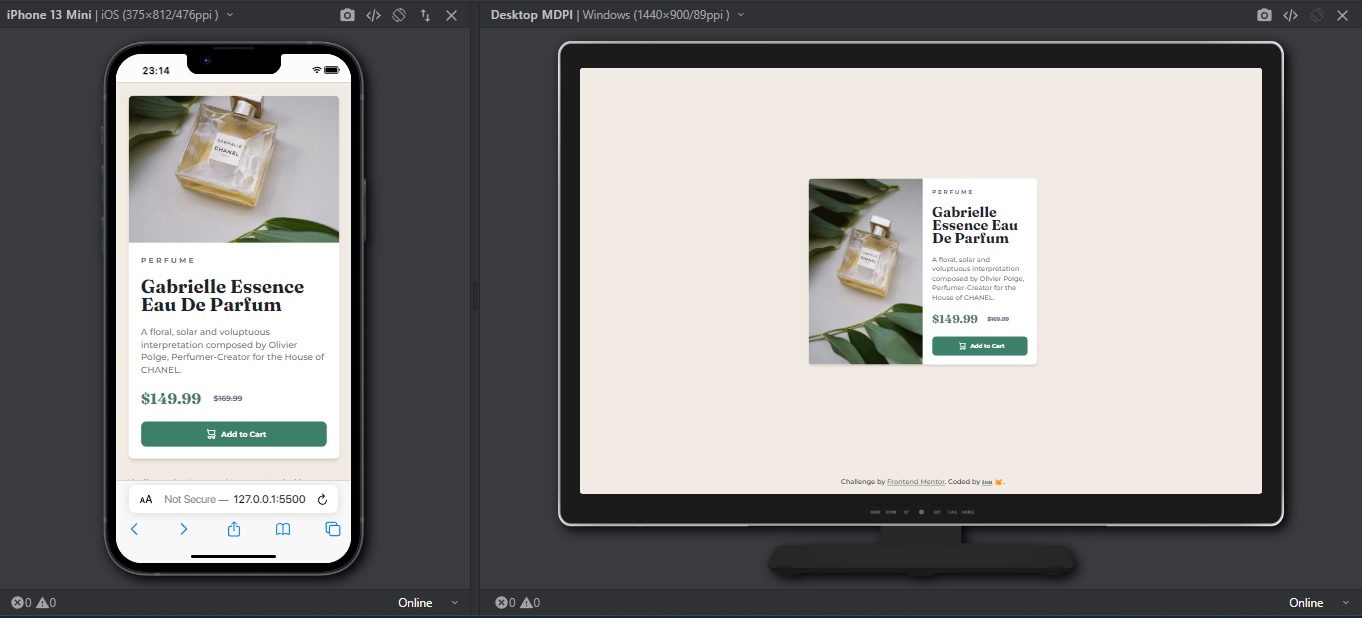 iPhone 13 Mini | iOS (375×812/476ppi )
23:14
GABRIELLE
CHANEL
PERFUME
Gabrielle Essence
Eau De Parfum
A floral, solar and voluptuous
interpretation composed by Olivier
Polge, Perfumer-Creator for the House of
CHANEL.
$149.99 $169.99
Add to Cart
AA Not Secure — 127.0.0.1:5500
0 0 Online
Desktop MDPI | Windows (1440×900/89ppi )
CHANEL
PERFUME
Gabrielle
Essence Eau
De Parfum
A floral, solar and
voluptuous interpretation
composed by Olivier Polge,
Perfumer-Creator for the
House of CHANEL.
$149.99 $169.99
Add to Cart
Challenge by Frontend Mentor. Coded by
0 0 Online